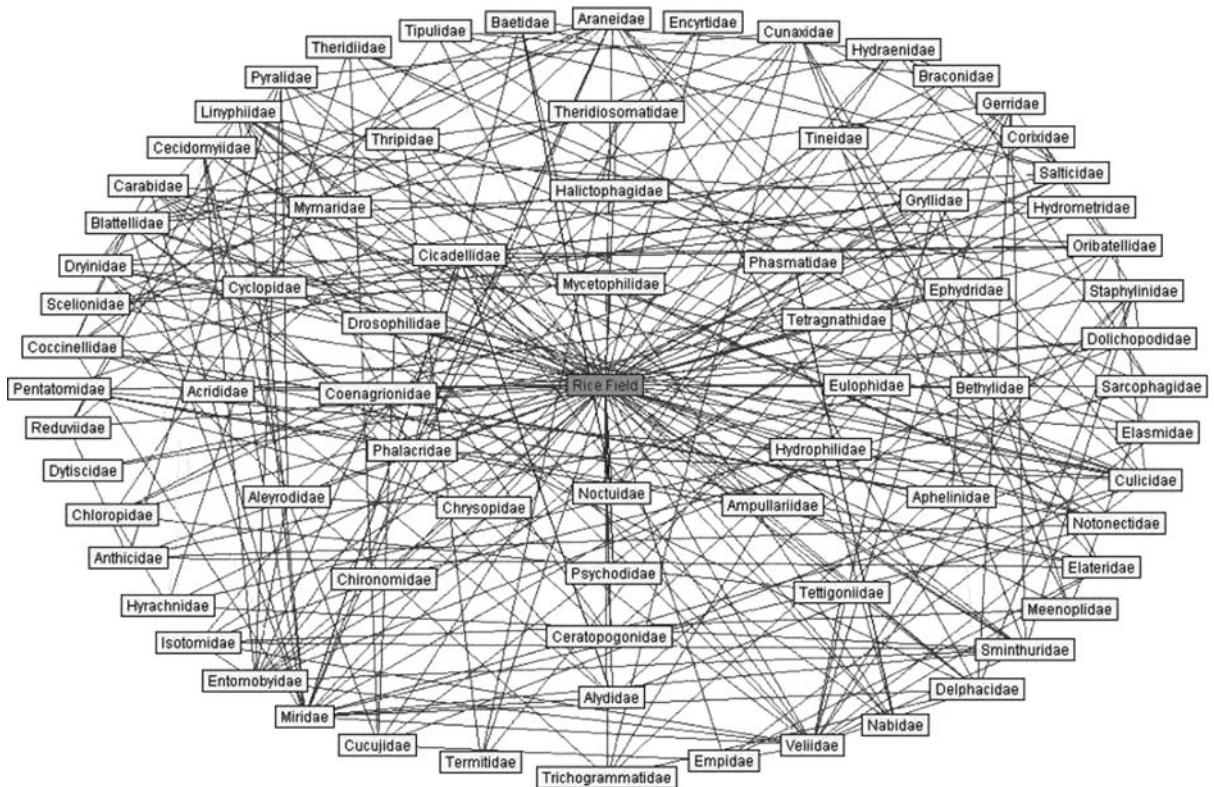 Araneidae
Baetidae
Encyrtidae
Tipulidae
Cunaxidae
Theridiidae
Hydraenidae
Pyralidae
Braconidae
Linyphiidae
Theridiosomatidae
Gerridae
Thripidae
Tineidae
Corixidae
Cecidomyiidae
Salticidae
Carabidae
Halictophagidae
Mymaridae
Gryllidae
Hydrometridae
Blattellidae
Oribatellidae
Cicadellidae
Phasmatidae
Dryinidae
Cyclopidae
Mycetophilidae
Ephydridae
Staphylinidae
Scelionidae
Drosophilidae
Tetragnathidae
Dolichopodidae
Coccinellidae
Pentatomidae
Acrididae
Coenagrionidae
Rice Field
Eulophidae
Bethylidae
Sarcophagidae
Reduviidae
Elasmidae
Phalacridae
Hydrophilidae
Dytiscidae
Culicidae
Aleyrodidae
Chrysopidae
Noctuidae
Ampullariidae
Aphelinidae
Chloropidae
Notonectidae
Anthicidae
Elateridae
Chironomidae
Psychodidae
Tettigoniidae
Hyrachnidae
Meenoplidae
Isotomidae
Ceratopogonidae
Sminthuridae
Entomobyidae
Alydidae
Delphacidae
Miridae
Nabidae
Cucujidae
Veliidae
Termitidae
Empidae
Trichogrammatidae